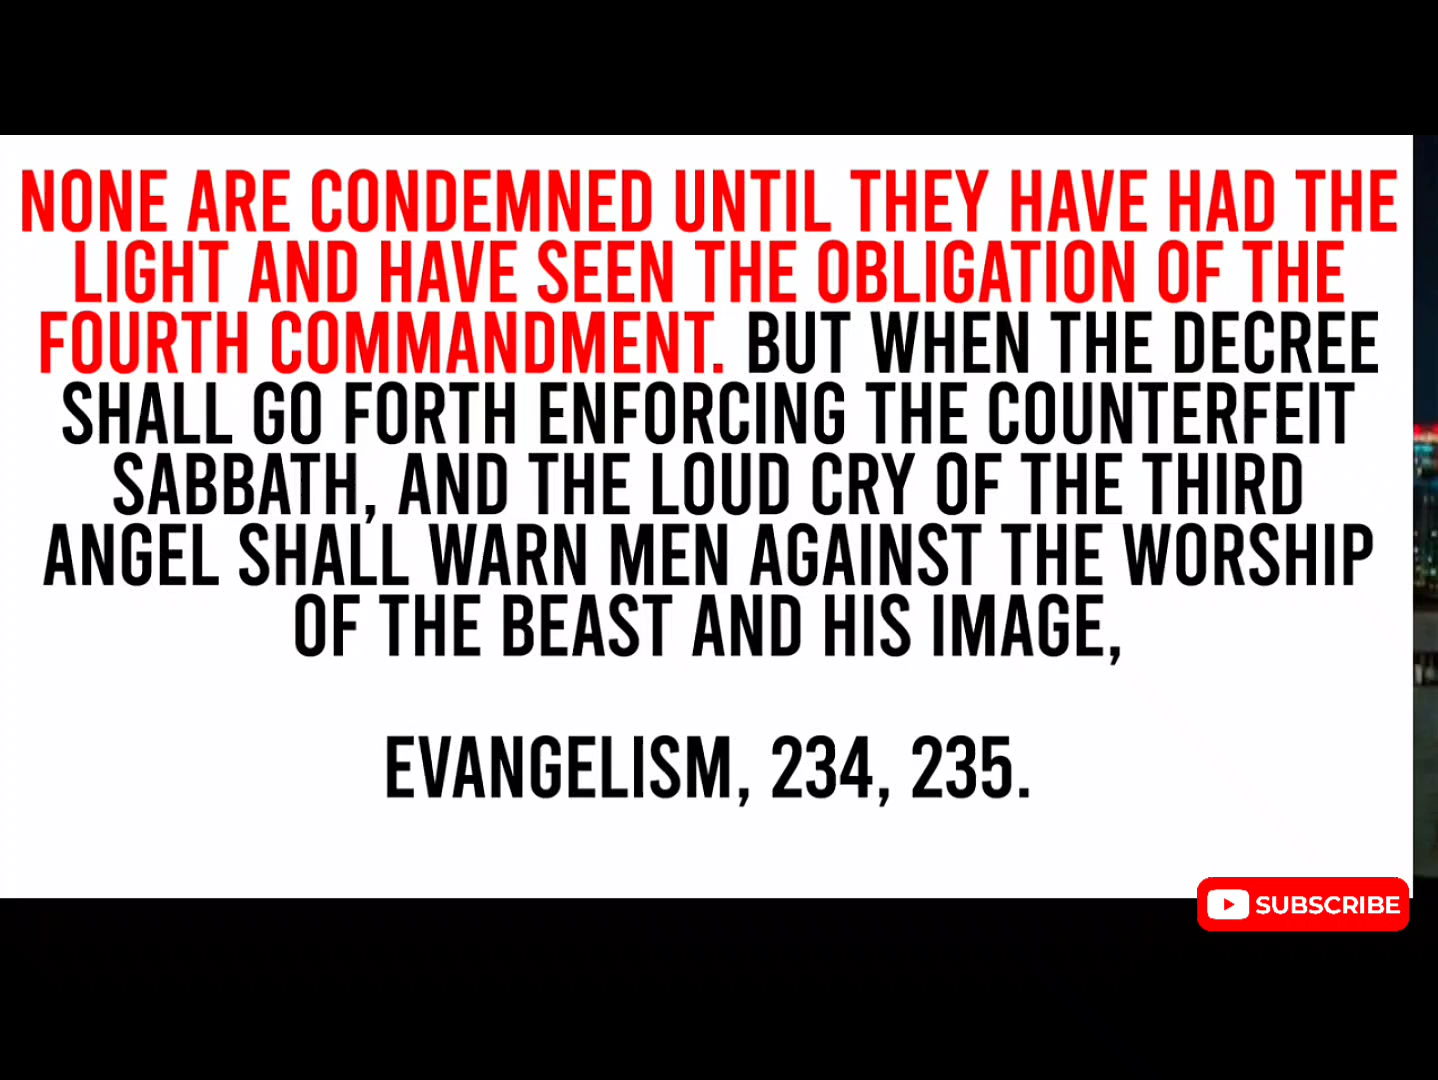 NONE ARE CONDEMNED UNTIL THEY HAVE HAD THE
LIGHT AND HAVE SEEN THE OBLIGATION OF THE
FOURTH COMMANDMENT. BUT WHEN THE DECREE
SHALL GO FORTH ENFORCING THE COUNTERFEIT
SABBATH, AND THE LOUD CRY OF THE THIRD
ANGEL SHALL WARN MEN AGAINST THE WORSHIP
OF THE BEAST AND HIS IMAGE,
EVANGELISM, 234, 235.
SUBSCRIBE